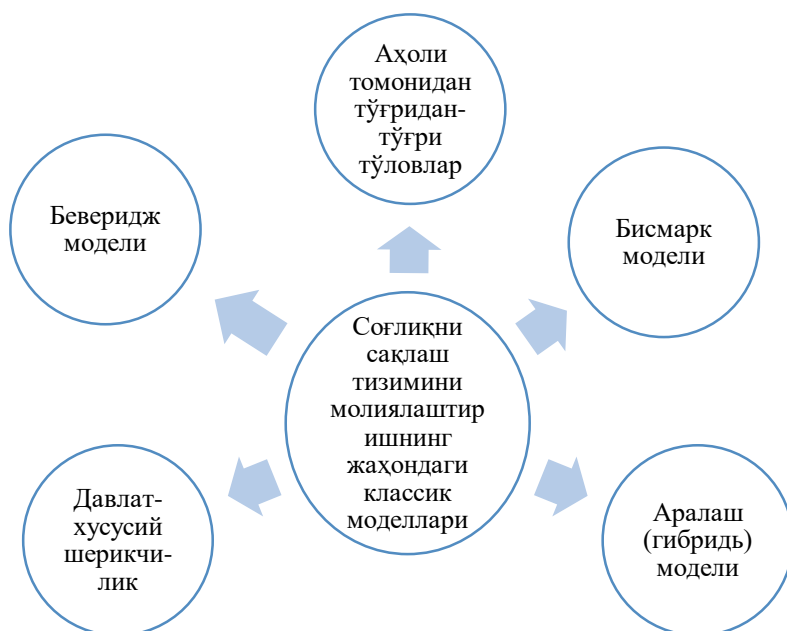 Аҳоли
томонидан
тўғридан-
тўғри
тўловлар
Беверидж
модели
Бисмарк
модели
Соғлиқни
сақлаш
тизимини
молиялаштир
ишнинг
жаҳондаги
классик
моделлари
Давлат-
хусусий
шерикчи-
лик
Аралаш
(гибридь)
модели